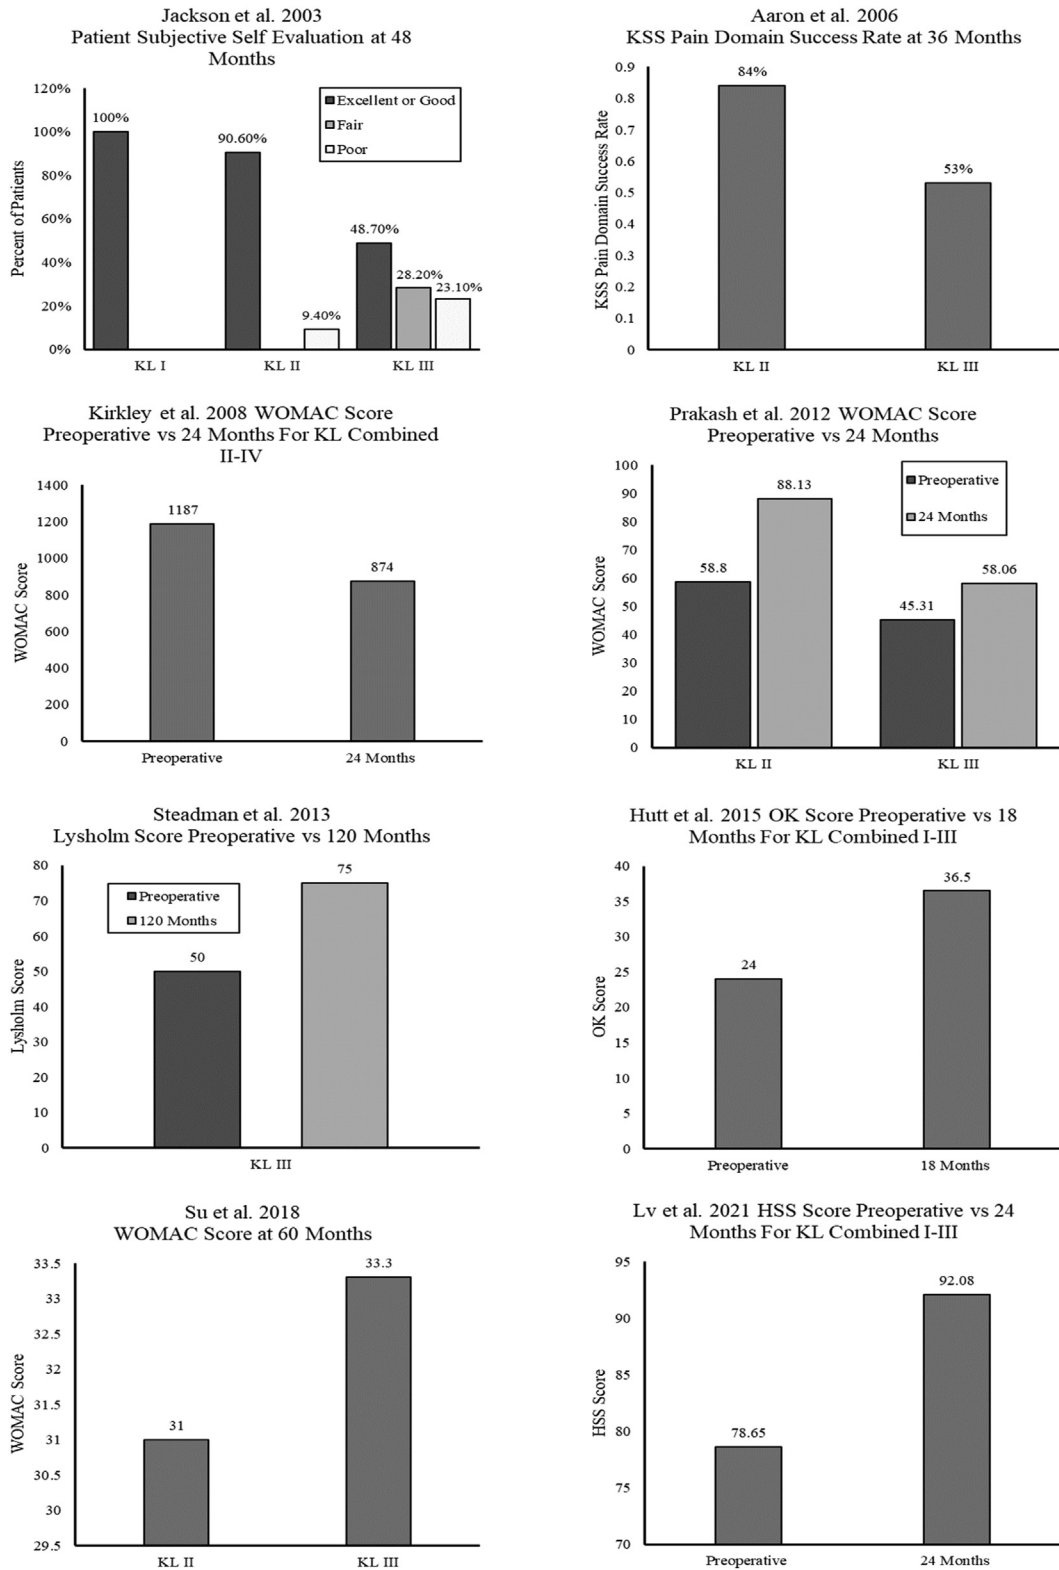 Jackson et al. 2003
Patient Subjective Self Evaluation at 48
Months
Percent of Patients
120%
100%
80%
60%
40%
20%
0%
Excellent or Good
Fair
Poor
100%
90.60%
9.40%
48.70%
28.20%
23.10%
KL I
KL II
KL III
Aaron et al. 2006
KSS Pain Domain Success Rate at 36 Months
KSS Pain Domain Success Rate
0.9
0.8
0.7
0.6
0.5
0.4
0.3
0.2
0.1
0
84%
53%
KL II
KL III
Kirkley et al. 2008 WOMAC Score
Preoperative vs 24 Months For KL Combined
II-IV
WOMAC Score
1400
1200
1000
800
600
400
200
0
1187
874
Preoperative
24 Months
Prakash et al. 2012 WOMAC Score
Preoperative vs 24 Months
WOMAC Score
100
90
80
70
60
50
40
30
20
10
0
Preoperative
24 Months
58.8
88.13
45.31
58.06
KL II
KL III
Steadman et al. 2013
Lysholm Score Preoperative vs 120 Months
Lysholm Score
80
70
60
50
40
30
20
10
0
Preoperative
120 Months
50
75
KL III
Hutt et al. 2015 OK Score Preoperative vs 18
Months For KL Combined I-III
OK Score
40
35
30
25
20
15
10
5
0
24
36.5
Preoperative
18 Months
Su et al. 2018
WOMAC Score at 60 Months
WOMAC Score
33.5
33
32.5
32
31.5
31
30.5
30
29.5
31
33.3
KL II
KL III
Lv et al. 2021 HSS Score Preoperative vs 24
Months For KL Combined I-III
HSS Score
95
90
85
80
75
70
78.65
92.08
Preoperative
24 Months